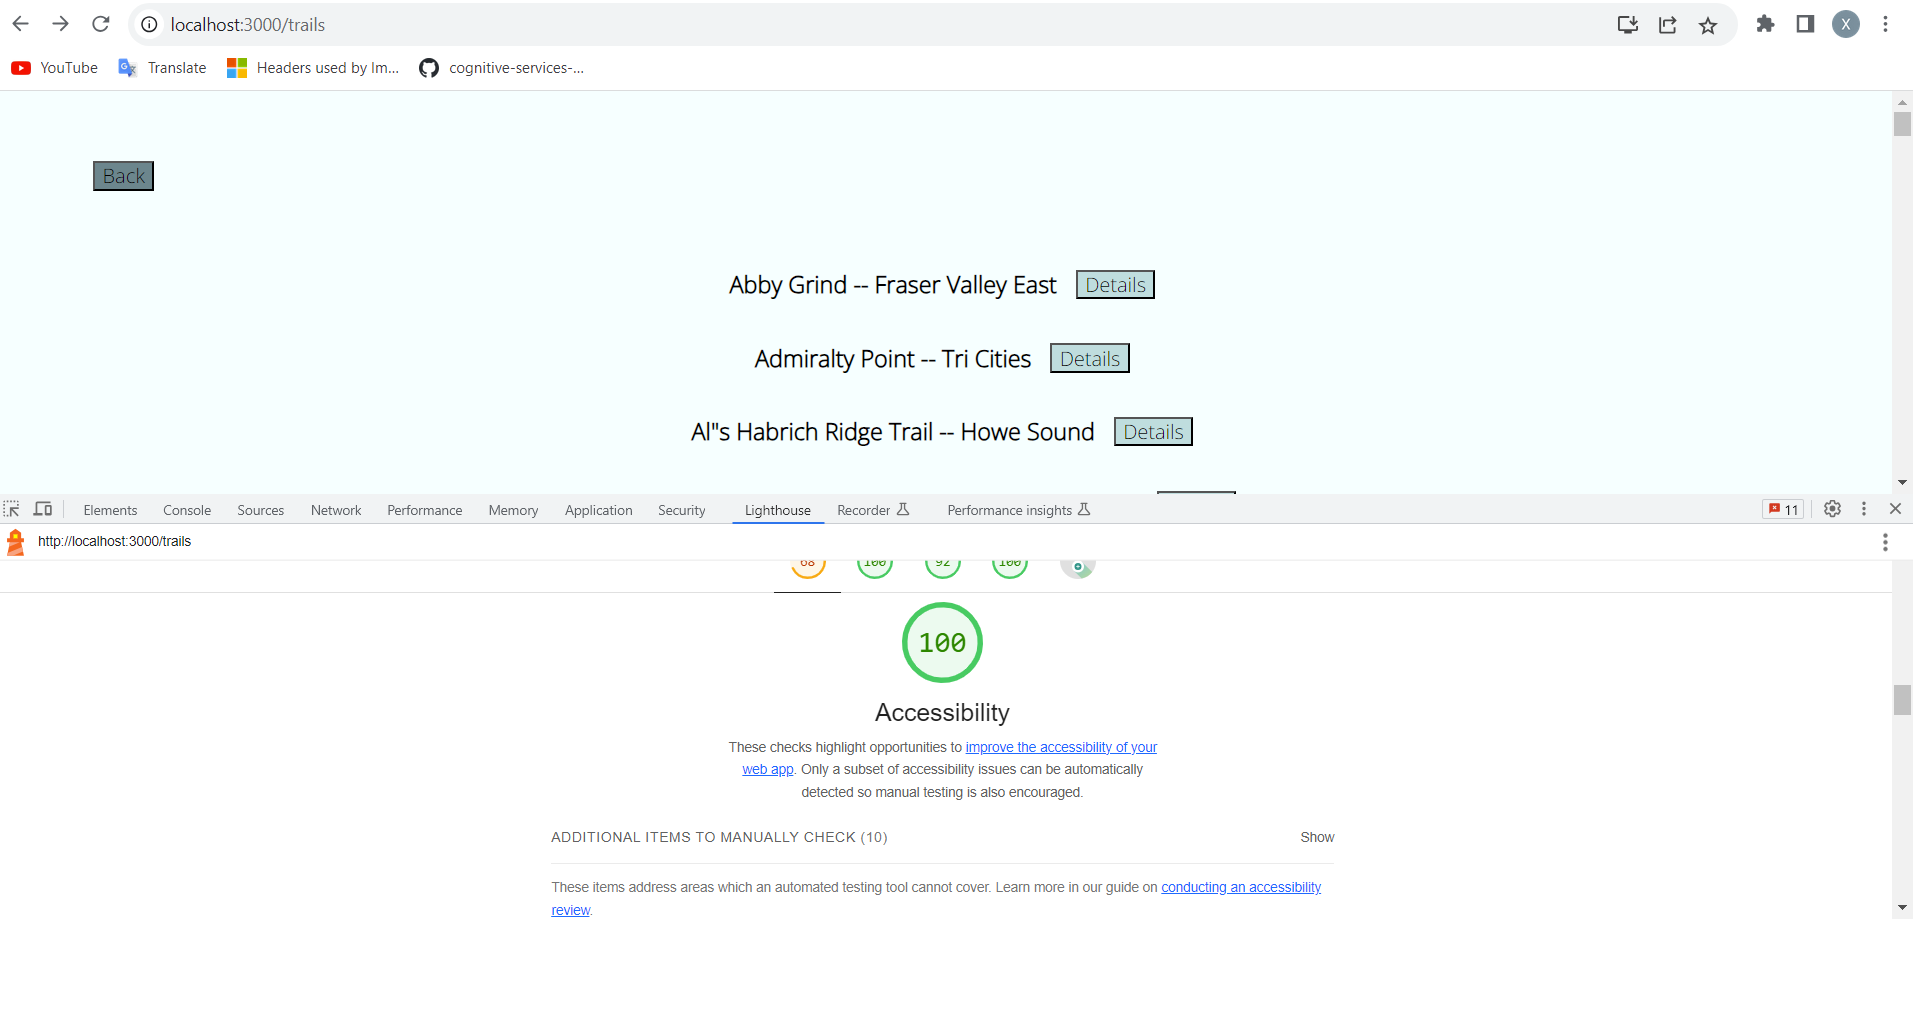 localhost:3000/trails
X
YouTube
Translate
Headers used by Im...
cognitive-services-...
Back
Abby Grind -- Fraser Valley East Details
Admiralty Point -- Tri Cities Details
Al"s Habrich Ridge Trail -- Howe Sound Details
Elements Console Sources Network Performance Memory Application Security Lighthouse Recorder Performance insights 11
http://localhost:3000/trails
68 100 92 100
100
Accessibility
These checks highlight opportunities to improve the accessibility of your
web app. Only a subset of accessibility issues can be automatically
detected so manual testing is also encouraged.
ADDITIONAL ITEMS TO MANUALLY CHECK (10) Show
These items address areas which an automated testing tool cannot cover. Learn more in our guide on conducting an accessibility
review.